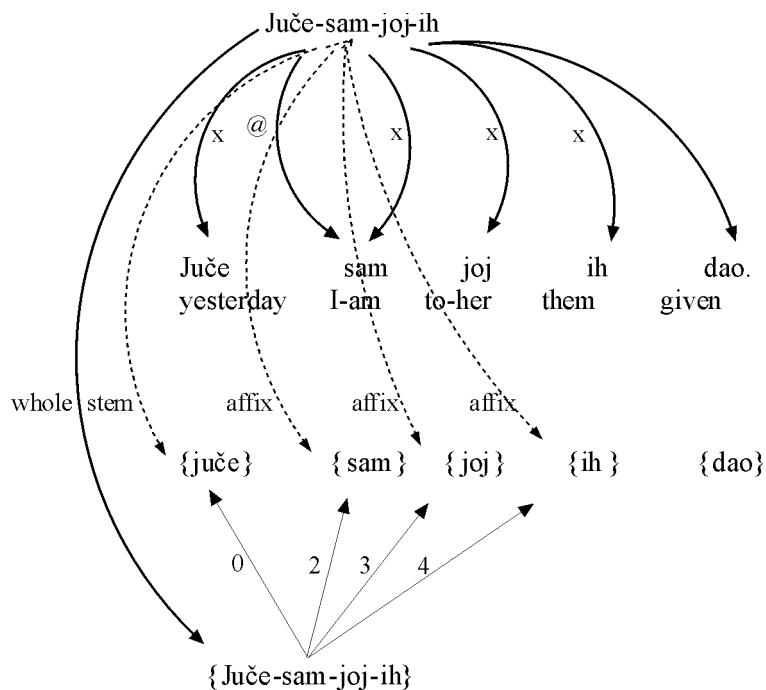 Juče-sam-joj-ih
x @ x x x
Juče sam joj ih dao.
yesterday I-am to-her them given
whole stem affix affix affix
{juče} {sam} {joj} {ih} {dao}
0 2 3 4
{Juče-sam-joj-ih}